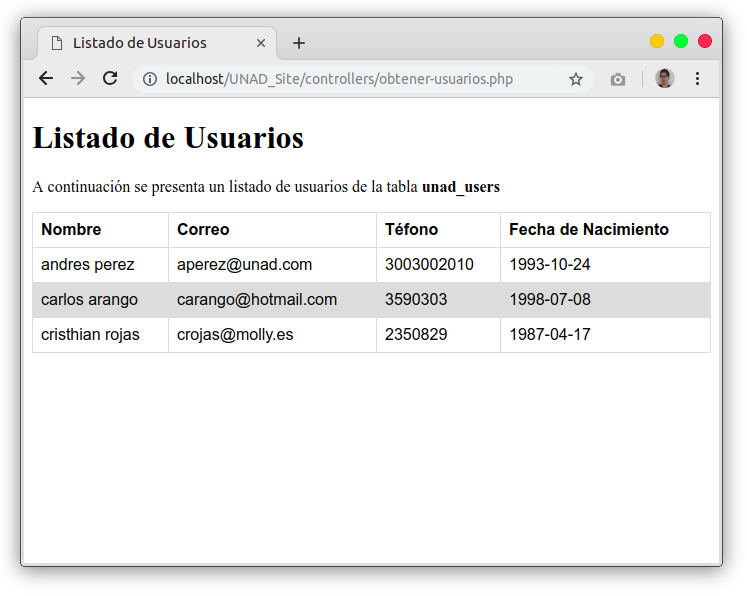 Listado de Usuarios
localhost/UNAD_Site/controllers/obtener-usuarios.php
Listado de Usuarios
A continuación se presenta un listado de usuarios de la tabla unad_users
Nombre Correo Téfono Fecha de Nacimiento
andres perez aperez@unad.com 3003002010 1993-10-24
carlos arango carango@hotmail.com 3590303 1998-07-08
cristhian rojas crojas@molly.es 2350829 1987-04-17